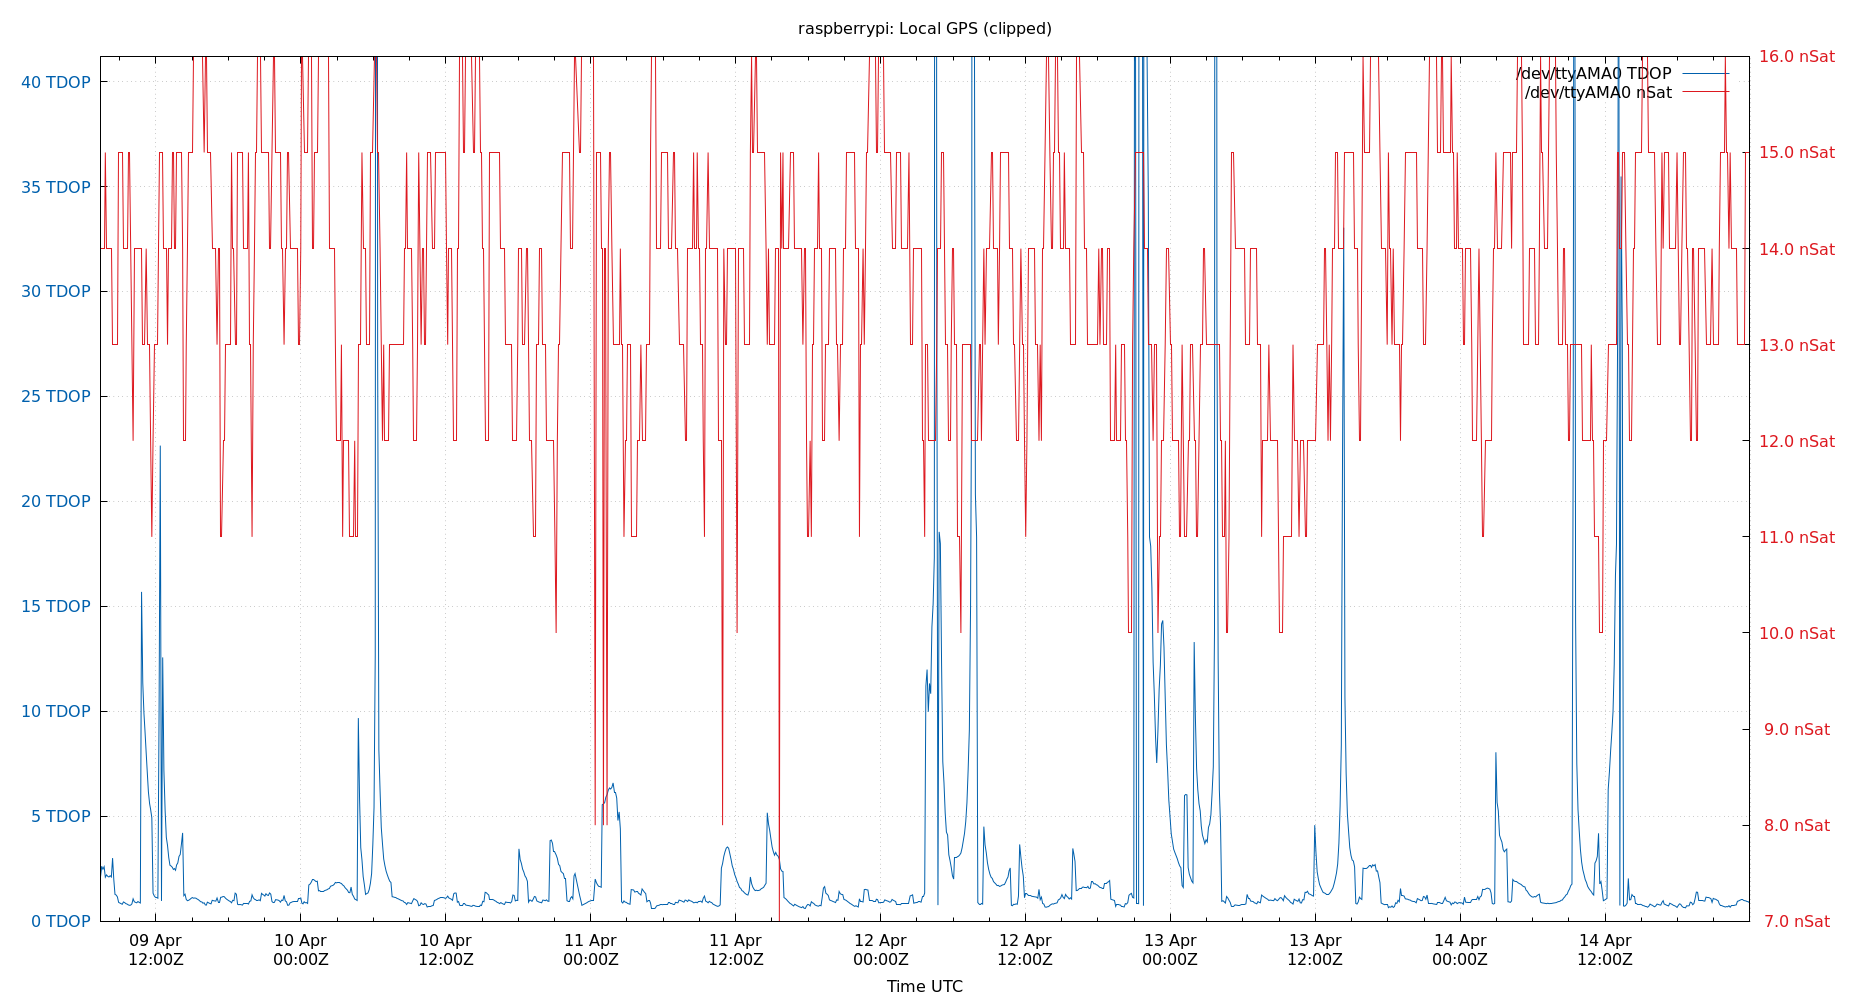 raspberrypi: Local GPS (clipped)
40 TDOP
35 TDOP
30 TDOP
25 TDOP
20 TDOP
15 TDOP
10 TDOP
5 TDOP
0 TDOP
16.0 nSat
15.0 nSat
14.0 nSat
13.0 nSat
12.0 nSat
11.0 nSat
10.0 nSat
9.0 nSat
8.0 nSat
7.0 nSat
/dev/ttyAMA0 TDOP
/dev/ttyAMA0 nSat
09 Apr 10 Apr 10 Apr 11 Apr 11 Apr 12 Apr 12 Apr 13 Apr 13 Apr 14 Apr 14 Apr
12:00Z 00:00Z 12:00Z 00:00Z 12:00Z 00:00Z 12:00Z 00:00Z 12:00Z 00:00Z 12:00Z
Time UTC